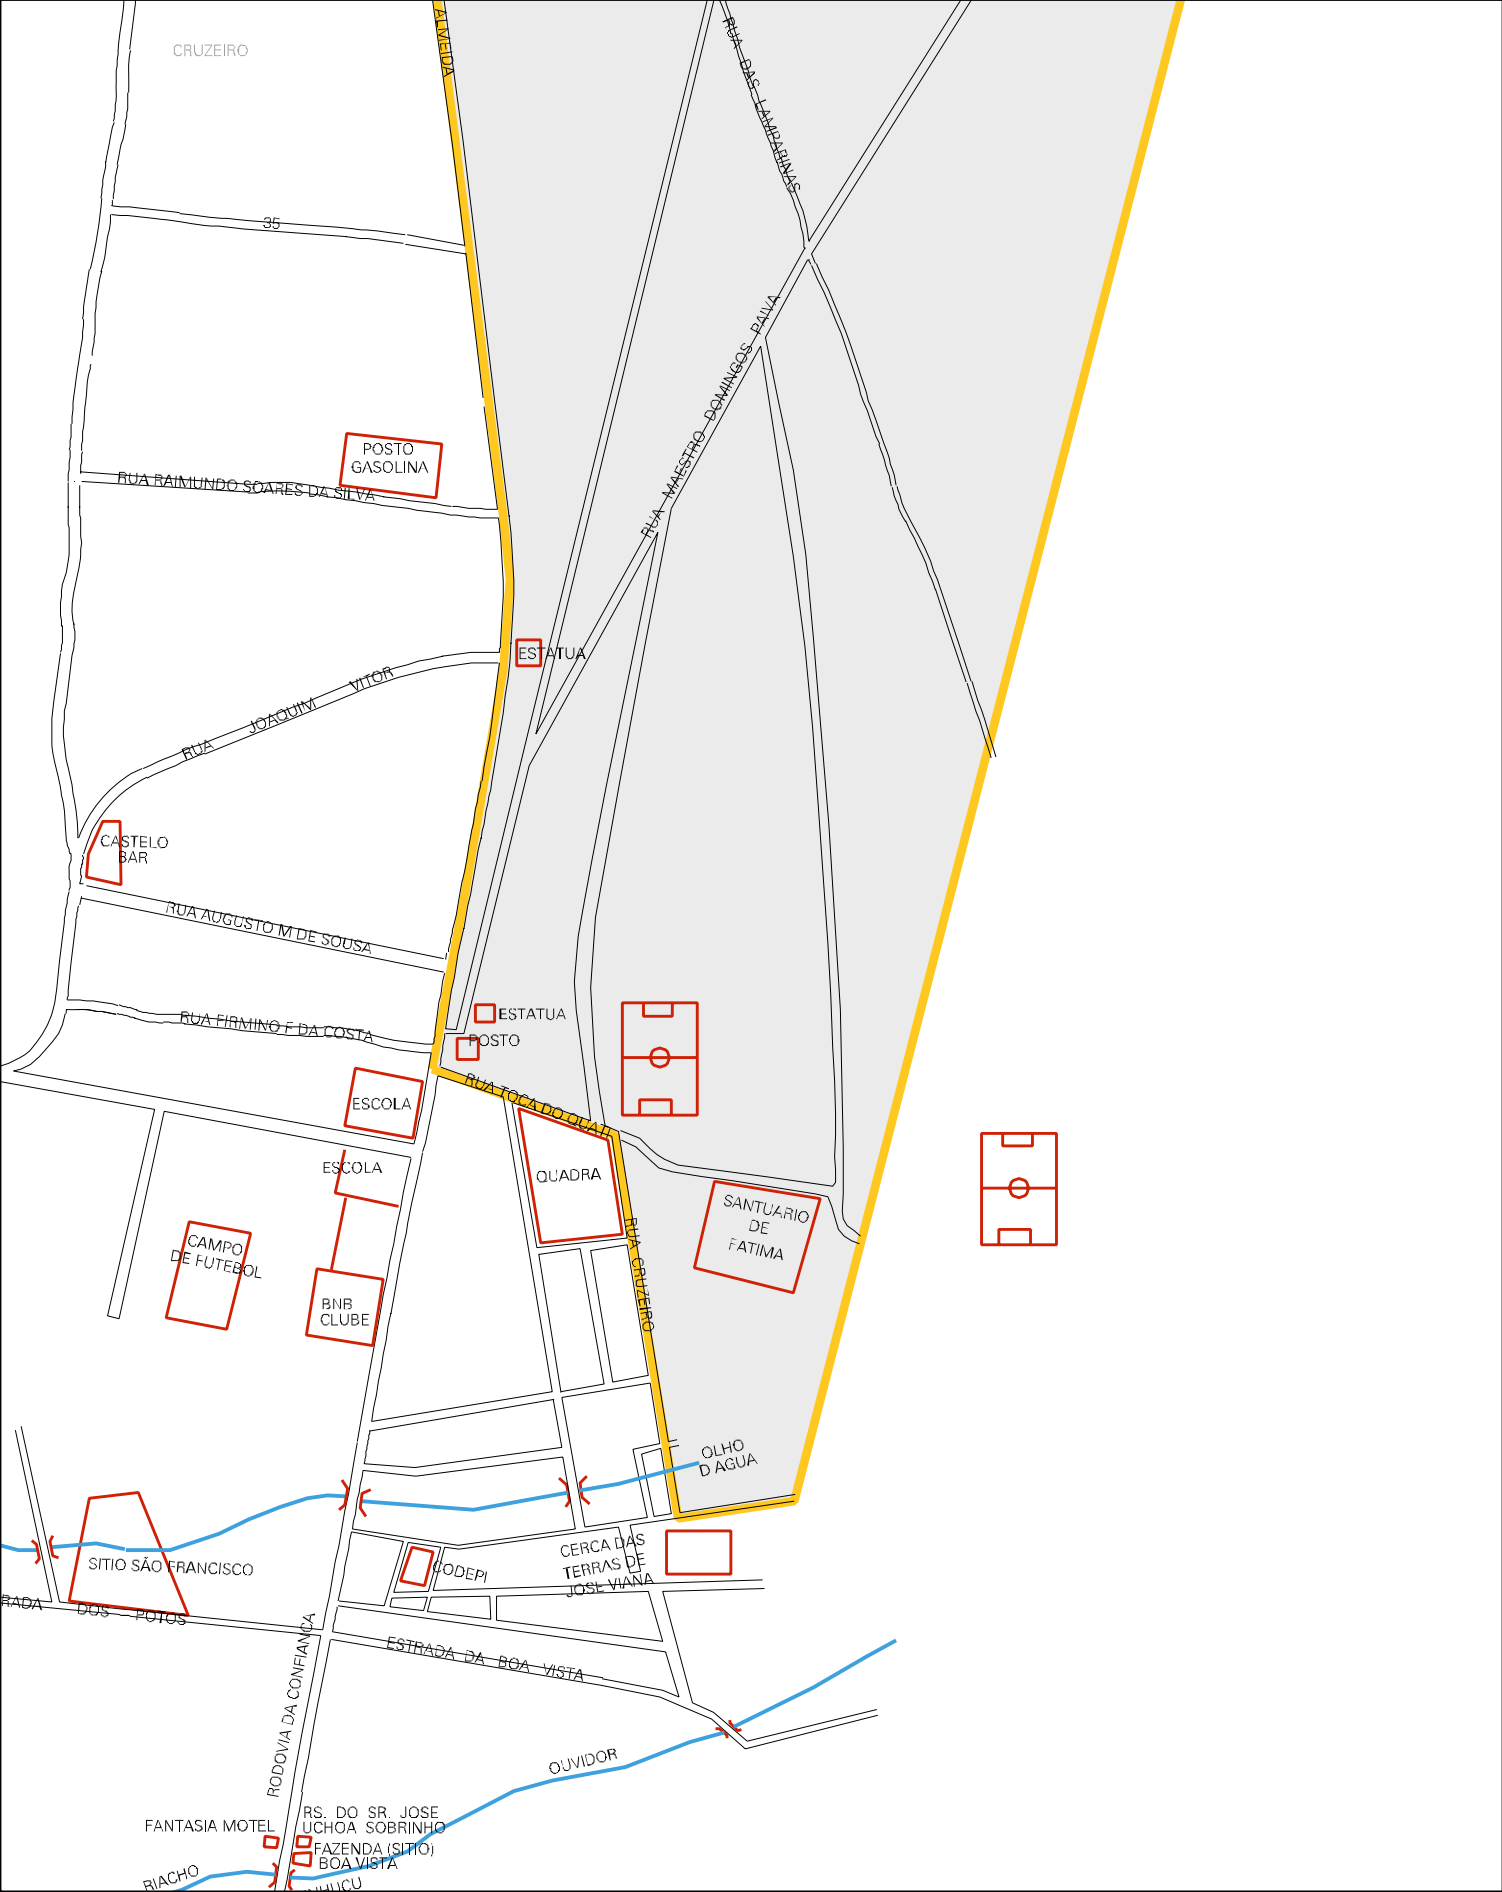 ALMEIDA
CRUZEIRO
RUA DAS LAMPARINAS
35
RUA MAESTRO DOMINGOS PAIVA
POSTO
GASOLINA
RUA RAIMUNDO SOARES DA SILVA
ESTATUA
RUA JOAQUIM VITOR
CASTELO
BAR
RUA AUGUSTO M DE SOUSA
RUA FIRMINO F DA COSTA
ESTATUA
POSTO
RUA TOCA DO QUATI
ESCOLA
ESCOLA
QUADRA
SANTUARIO
DE
FATIMA
RUA CRUZEIRO
CAMPO
DE FUTEBOL
BNB
CLUBE
OLHO
D AGUA
SITIO SÃO FRANCISCO
CODEPI
CERCA DAS
TERRAS DE
JOSE VIANA
RADA DOS POTOS
ESTRADA DA BOA VISTA
RODOVIA DA CONFIANCA
OUVIDOR
FANTASIA MOTEL
RS. DO SR. JOSE
UCHOA SOBRINHO
FAZENDA (SITIO)
BOA VISTA
RIACHO